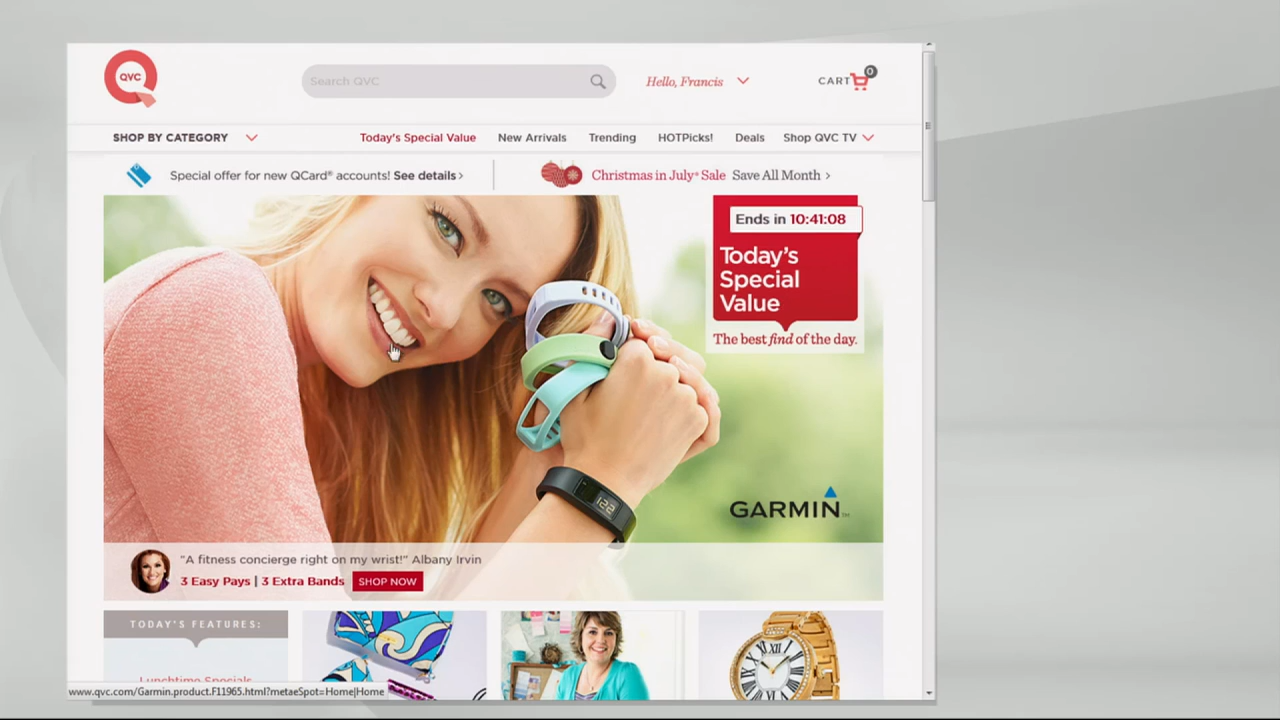 QVC
Search QVC
Hello, Francis
CART 0
SHOP BY CATEGORY
Today's Special Value
New Arrivals
Trending
HOTPicks!
Deals
Shop QVC TV
Special offer for new QCard® accounts! See details >
Christmas in July® Sale Save All Month >
Ends in 10:41:08
Today's
Special
Value
The best find of the day.
122
GARMIN
"A fitness concierge right on my wrist!" Albany Irvin
3 Easy Pays | 3 Extra Bands SHOP NOW
TODAY'S FEATURES:
Lunchtime Specials
XII
www.qvc.com/Garmin.product.F11965.html?metaeSpot=Home|Home